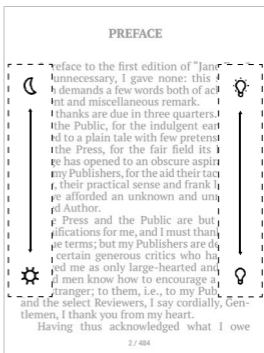 PREFACE
reface to the first edition of "Jane
unnecessary, I gave none: this
demands a few words both of
nt and miscellaneous remark.
thanks are due in three quarters.
the Public, for the indulgent ear
d to a plain tale with few pretens
the Press, for the fair field its
e has opened to an obscure aspir
my Publishers, for the aid their tac
, their practical sense and frank l
e afforded an unknown and un
d Author.
Press and the Public are but
ifications for me, and I must than
ue terms; but my Publishers are de
certain generous critics who ha
ed me as only large-hearted and
d men know how to encourage a
tranger; to them, i.e., to my Pub
and the select Reviewers, I say cordially, Gen-
tlemen, I thank you from my heart.
Having thus acknowledged what I owe
2 / 484